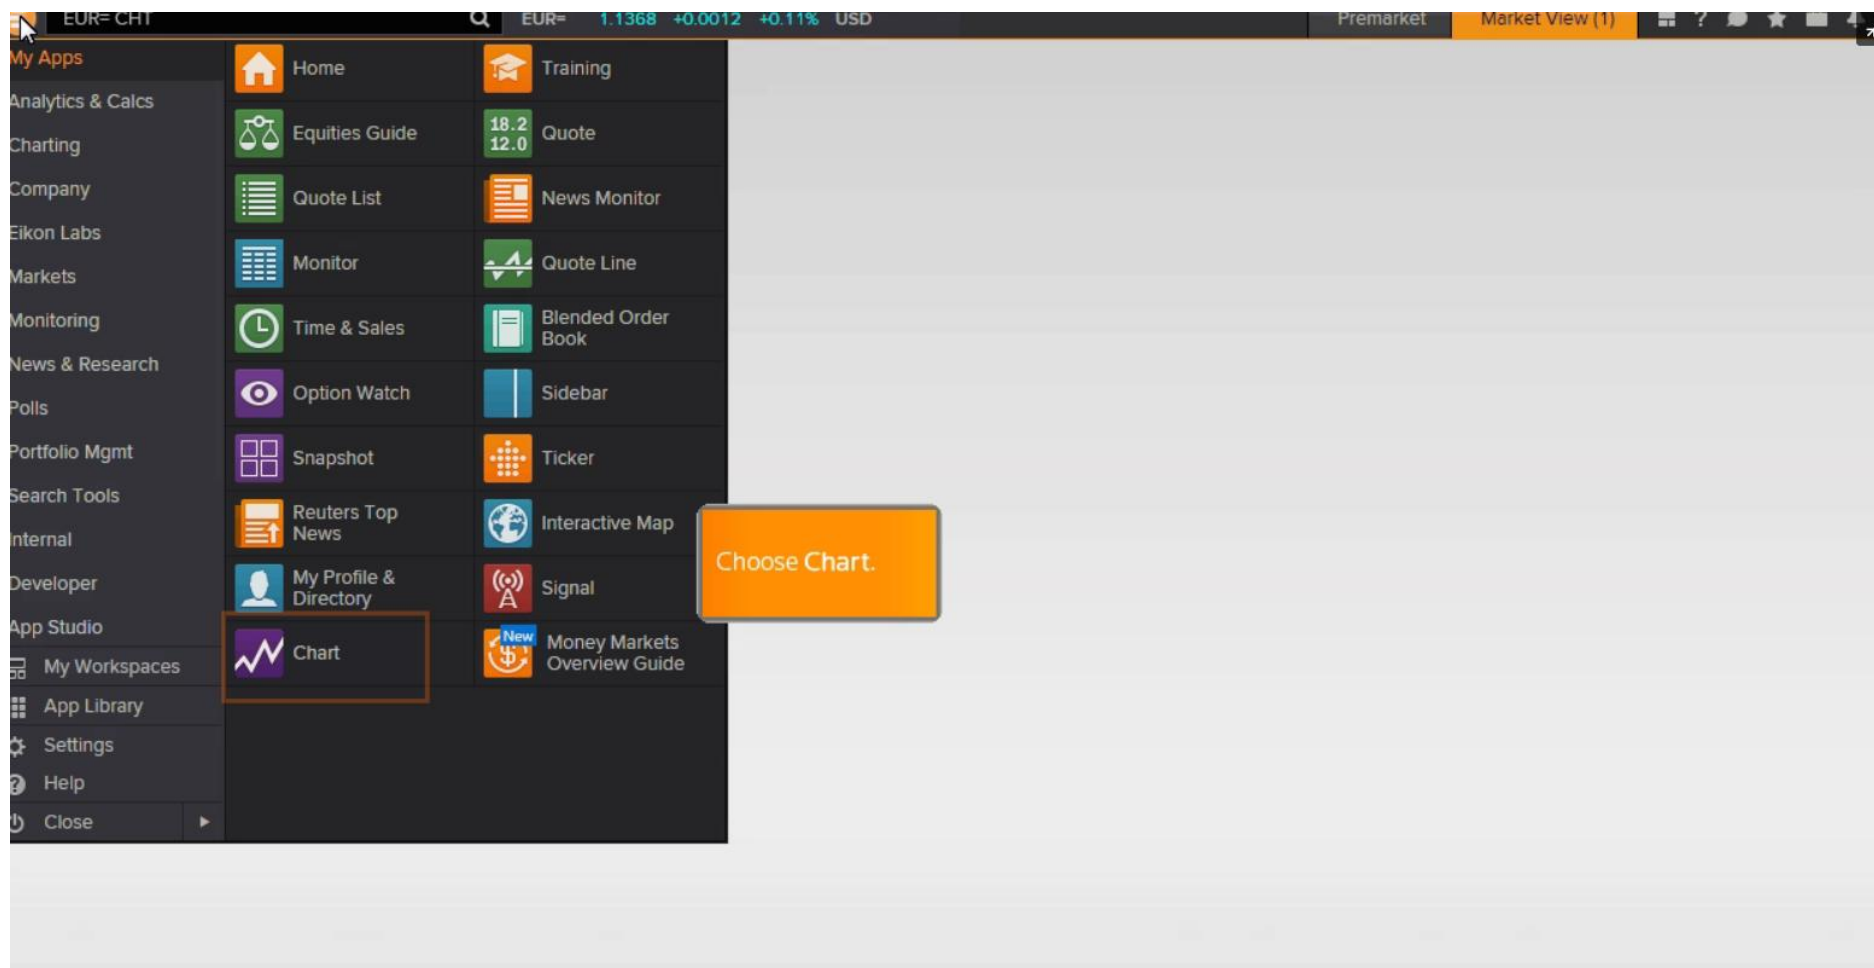 EUR= CHT
EUR= 1.1368 +0.0012 +0.11% USD
Premarket
Market View (1)
My Apps
Analytics & Calcs
Charting
Company
Eikon Labs
Markets
Monitoring
News & Research
Polls
Portfolio Mgmt
Search Tools
Internal
Developer
App Studio
My Workspaces
App Library
Settings
Help
Close
Home
Training
Equities Guide
18.2
12.0
Quote
Quote List
News Monitor
Monitor
Quote Line
Time & Sales
Blended Order
Book
Option Watch
Sidebar
Snapshot
Ticker
Reuters Top
News
Interactive Map
My Profile &
Directory
Signal
Chart
New
Money Markets
Overview Guide
Choose Chart.